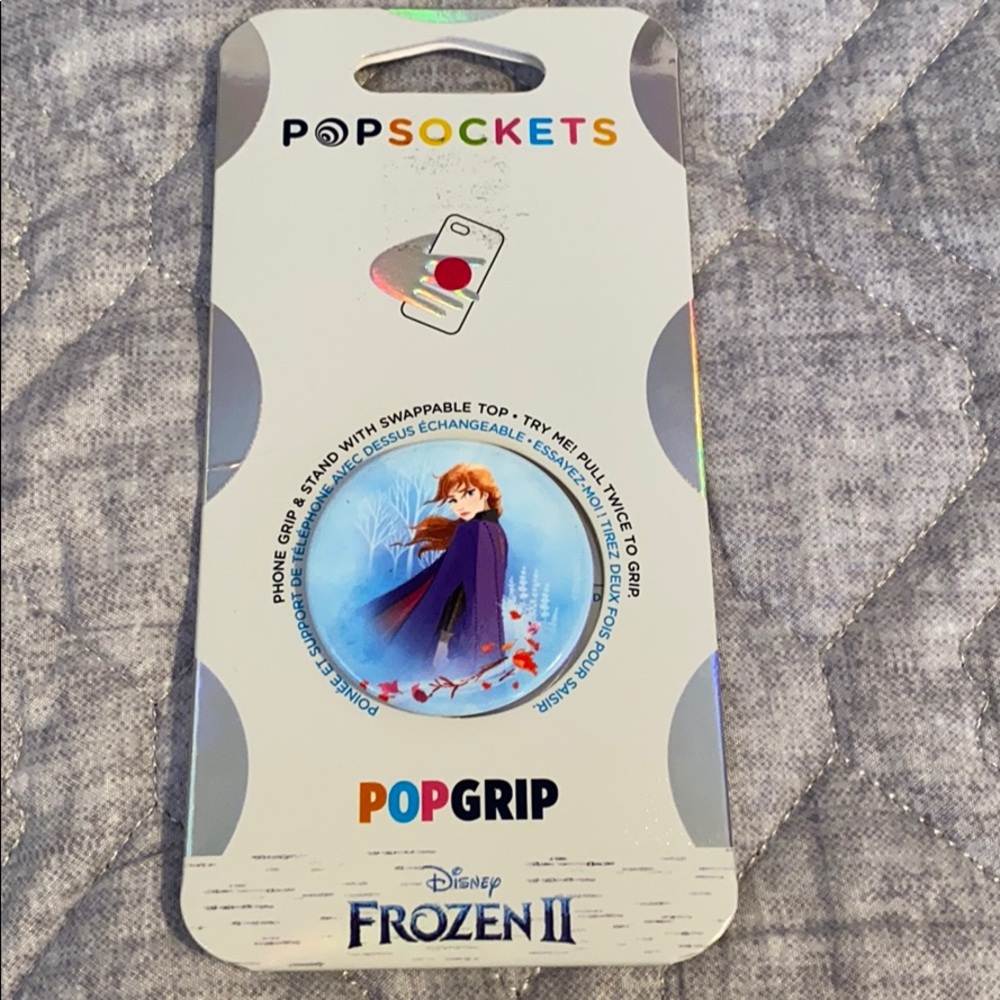 POPSOCKETS
PHONE GRIP & STAND WITH SWAPPABLE TOP • TRY ME! PULL TWICE TO GRIP.
POINÉE ET SUPPORT DE TÉLÉPHONE AVEC DESSUS ÉCHANGEABLE • ESSAYEZ-MOI ! TIREZ DEUX FOIS POUR SAISIR.
POPGRIP
DISNEY
FROZEN II